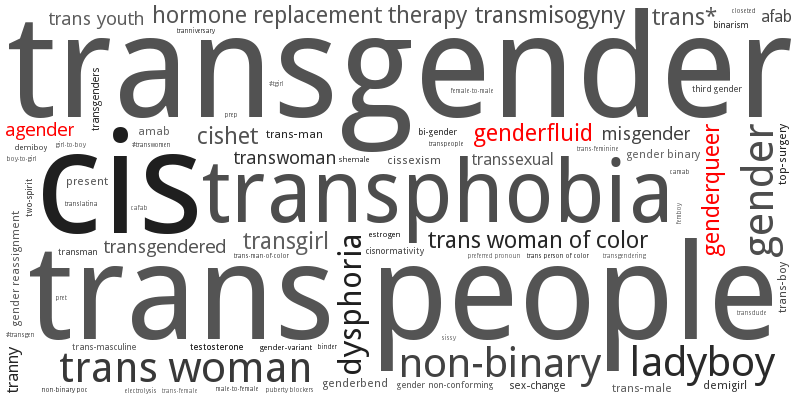 trans youth
hormone replacement therapy
transmisogyny
trans*
closeted
binarism
afab
tranniversary
transgender
transgenders
#tgirl
female-to-male
third gender
prep
agender
demiboy
girl-to-boy
boy-to-girl
amab
#transwomen
cishet
trans-man
bi-gender
transpeople
genderfluid
misgender
trans-feminine
gender binary
genderqueer
gender
top-surgery
cis
transwoman
shemale
cissexism
transsexual
camab
two-spirit
present
translatina
cafab
transphobia
femboy
gender reassignment
transman
transgendered
transgirl
trans-man-of-color
estrogen
cisnormativity
trans woman of color
preferred pronoun
trans person of color
transgendering
trans people
pret
dysphoria
trans-boy
transdude
#transgen
sissy
tranny
trans-masculine
testosterone
gender-variant
binder
trans woman
non-binary
ladyboy
non-binary poc
electrolysis
trans-female
male-to-female
puberty blockers
genderbend
gender non-conforming
sex-change
trans-male
demigirl